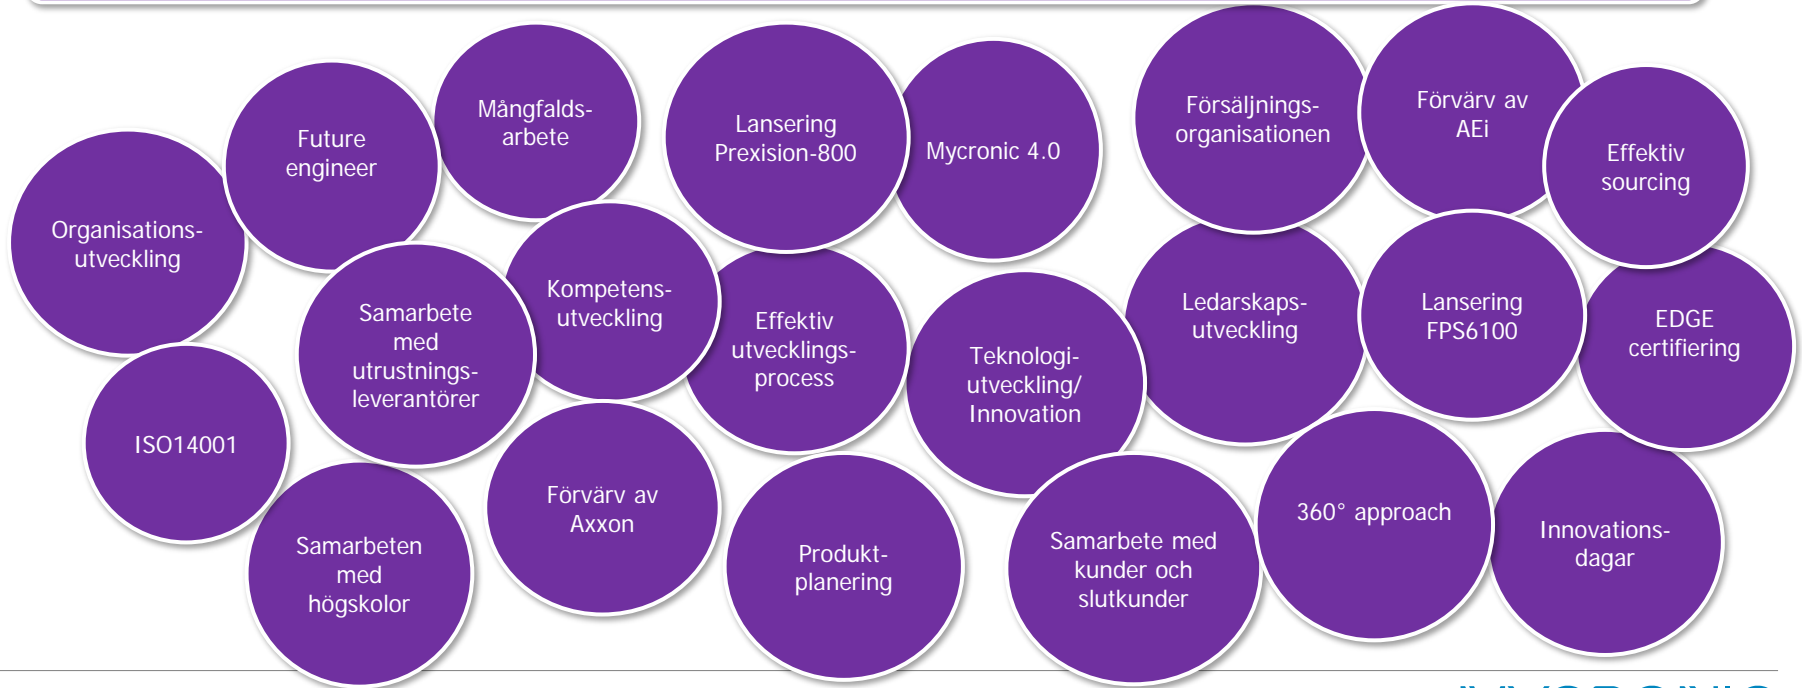 Organisations-
utveckling
Future
engineer
Mångfalds-
arbete
Lansering
Prexision-800
Mycronic 4.0
Försäljnings-
organisationen
Förvärv av
AEi
Effektiv
sourcing
Samarbete
med
utrustnings-
leverantörer
Kompetens-
utveckling
Effektiv
utvecklings-
process
Teknologi-
utveckling/
Innovation
Ledarskaps-
utveckling
Lansering
FPS6100
EDGE
certifiering
ISO14001
Samarbeten
med
högskolor
Förvärv av
Axxon
Produkt-
planering
Samarbete med
kunder och
slutkunder
360° approach
Innovations-
dagar